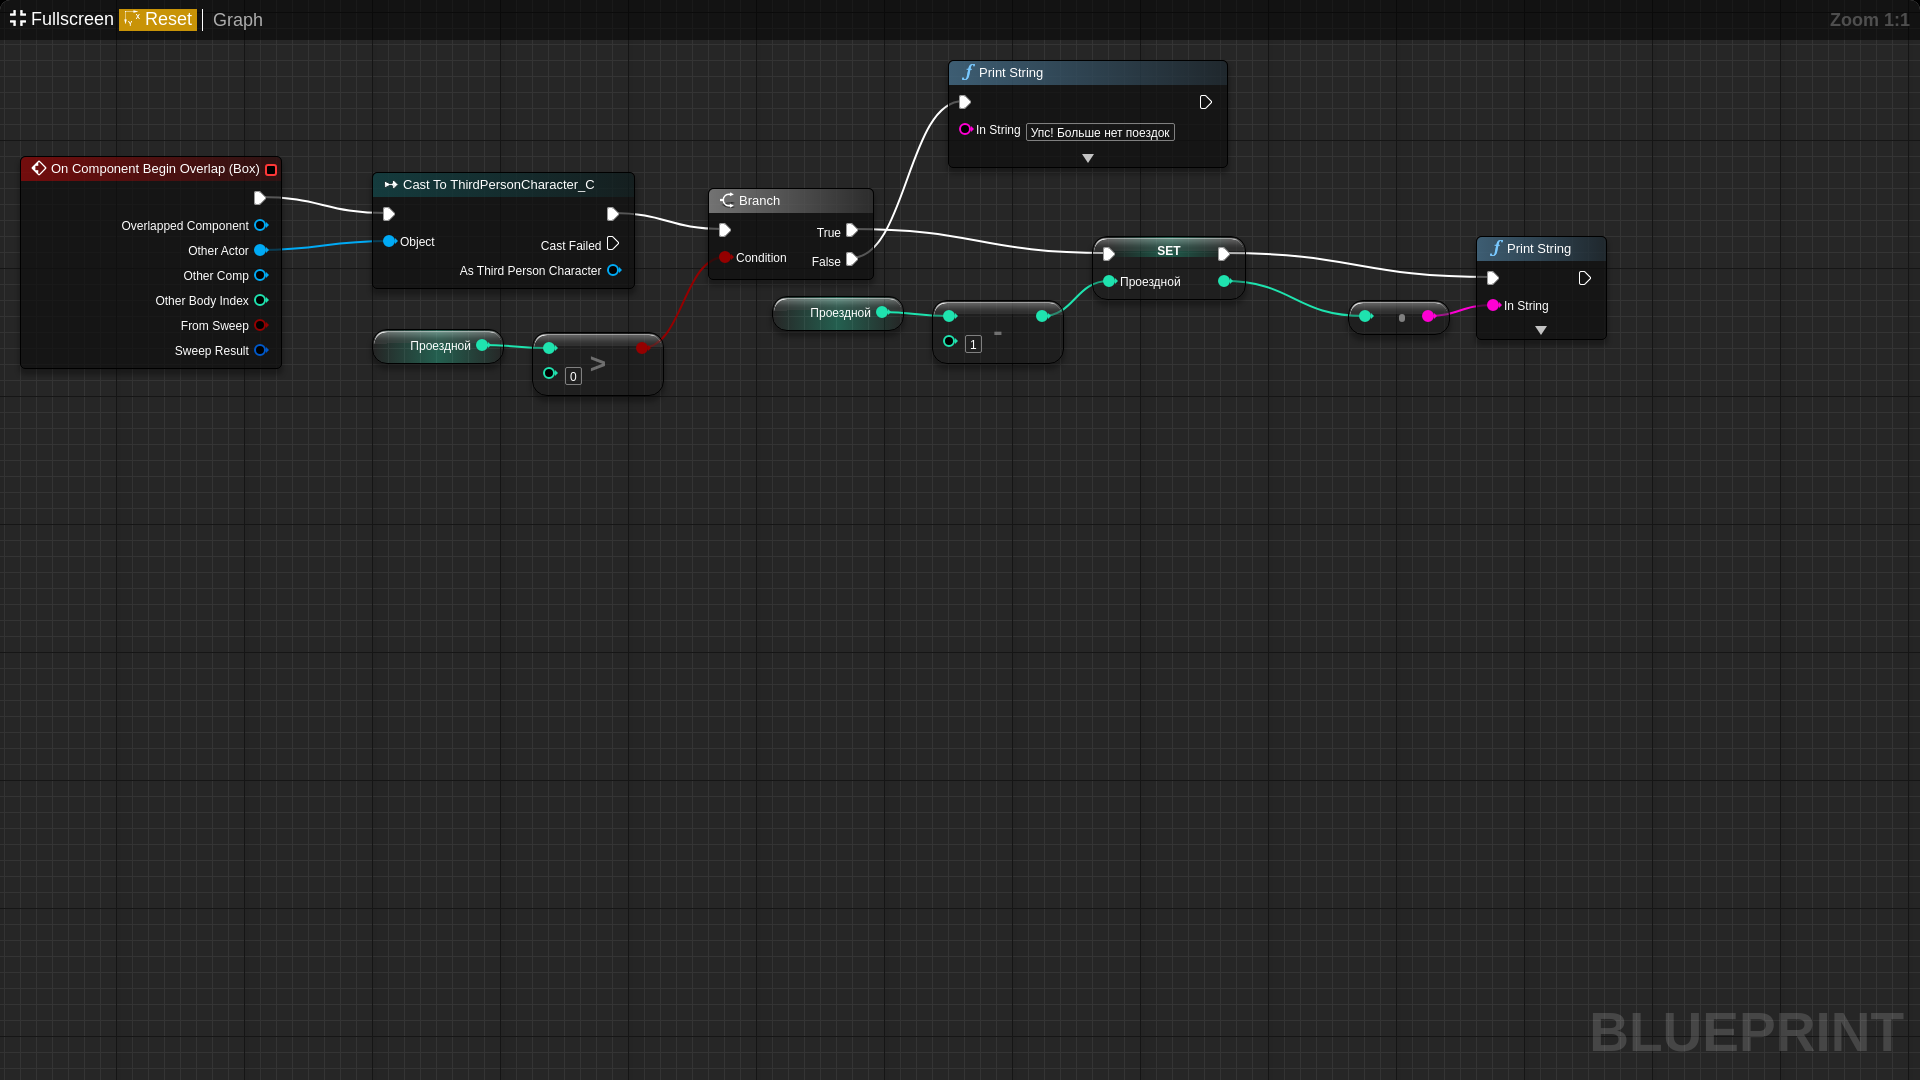 Fullscreen Reset Graph Zoom 1:1
Print String
In String Упс! Больше нет поездок
On Component Begin Overlap (Box)
Overlapped Component
Other Actor
Other Comp
Other Body Index
From Sweep
Sweep Result
Cast To ThirdPersonCharacter_C
Object
Cast Failed
As Third Person Character
Branch
True
Condition
False
SET
Проездной
Print String
In String
Проездной
-
1
Проездной
>
0
BLUEPRINT